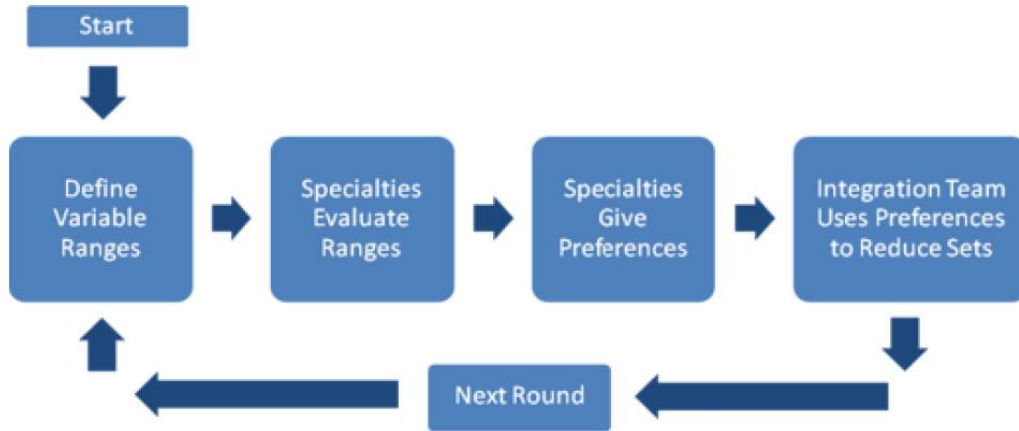 Start
Define
Variable
Ranges
Specialties
Evaluate
Ranges
Specialties
Give
Preferences
Integration Team
Uses Preferences
to Reduce Sets
Next Round